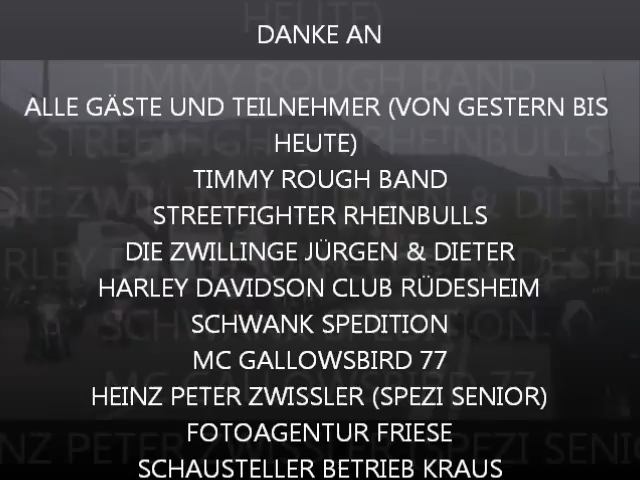 DANKE AN
ALLE GÄSTE UND TEILNEHMER (VON GESTERN BIS
HEUTE)
TIMMY ROUGH BAND
STREETFIGHTER RHEINBULLS
DIE ZWILLINGE JÜRGEN & DIETER
HARLEY DAVIDSON CLUB RÜDESHEIM
SCHWANK SPEDITION
MC GALLOWSBIRD 77
HEINZ PETER ZWISSLER (SPEZI SENIOR)
FOTOAGENTUR FRIESE
SCHAUSTELLER BETRIEB KRAUS